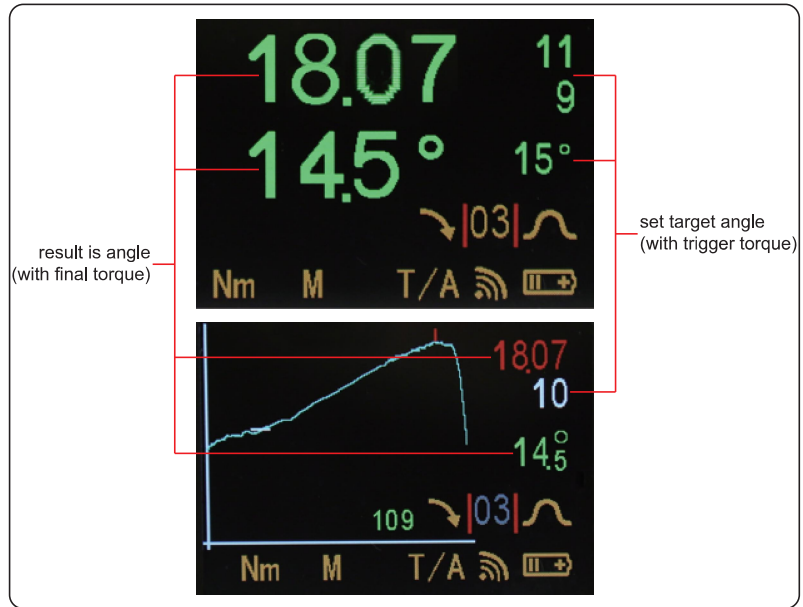 18.07
11
9
14.5°
15°
03
Nm M T/A
result is angle
(with final torque)
set target angle
(with trigger torque)
18.07
10
14.5°
109
03
Nm M T/A